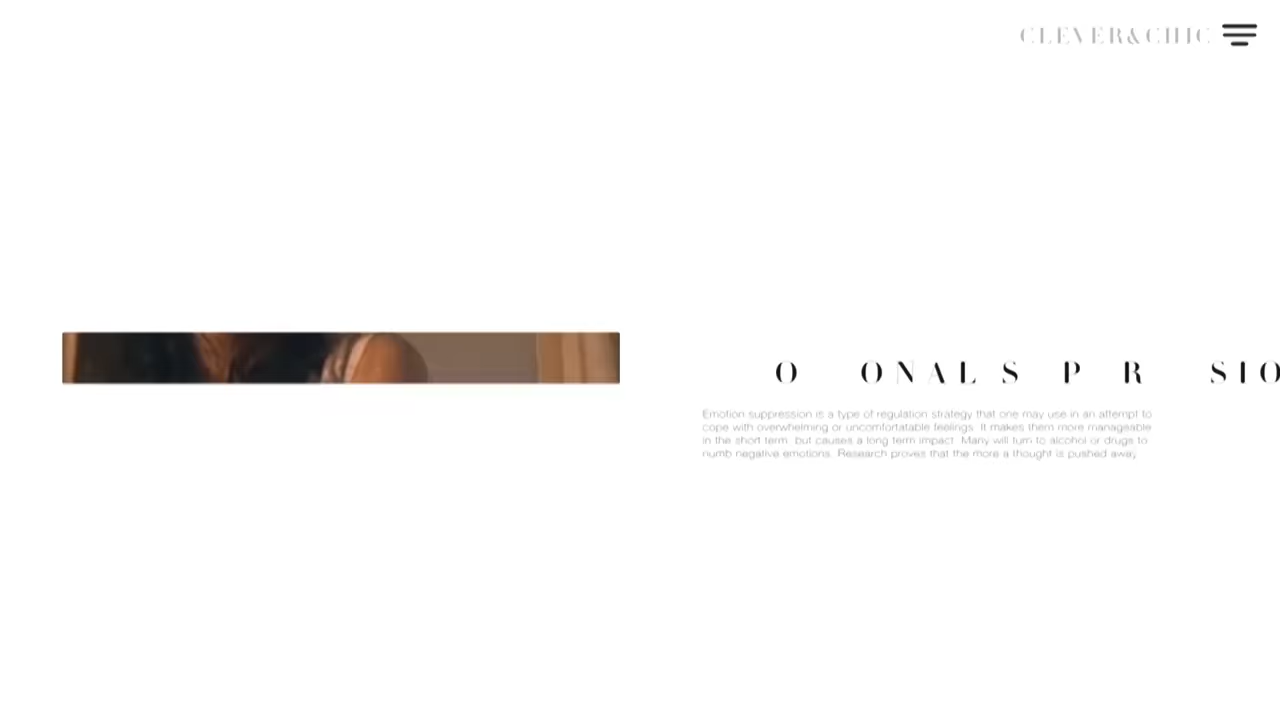 CLEVER&CHIC
O ONAL S P R SIO
Emotion suppression is a type of regulation strategy that one may use in an attempt to
cope with overwhelming or uncomfortatable feelings. It makes them more manageable
in the short term, but causes a long term impact. Many will turn to alcohol or drugs to
numb negative emotions. Research proves that the more a thought is pushed away,